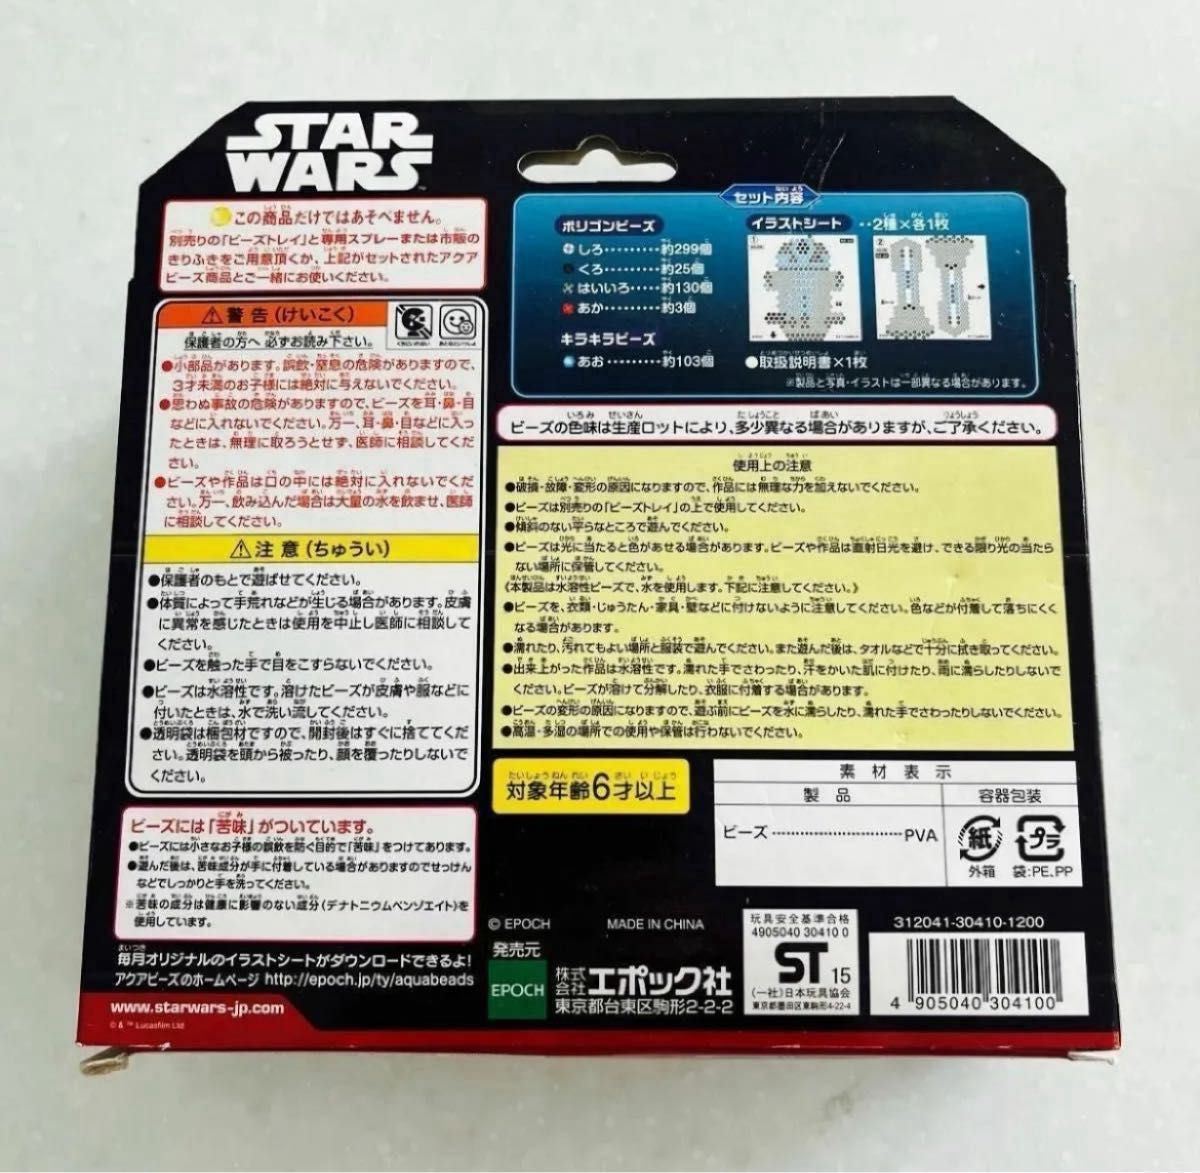 STAR
WARS
この商品だけではあそべません。
別売りの「ビーズトレイ」と専用スプレーまたは市販の
きりふきをご用意頂くか、上記がセットされたアクア
ビーズ商品とご一緒にお使いください。
⚠警告(けいこく)
保護者の方へ 必ずお読み下さい。
●小部品があります。誤飲・窒息の危険がありますので、
3才未満のお子様には絶対に与えないでください。
●思わぬ事故の危険がありますので、ビーズを耳・鼻・目
などに入れないでください。万一、耳・鼻・目などに入っ
たときは、無理に取ろうとせず、医師に相談してくだ
さい。
●ビーズや作品は口の中には絶対に入れないでくだ
さい。万一、飲み込んだ場合は大量の水を飲ませ、医師
に相談してください。
⚠注意(ちゅうい)
●保護者のもとで遊ばせてください。
●体質によって手荒れなどが生じる場合があります。皮膚
に異常を感じたときは使用を中止し医師に相談して
ください。
●ビーズを触った手で目をこすらないでください。
●ビーズは水溶性です。溶けたビーズが皮膚や服などに
付いたときは、水で洗い流してください。
●透明袋は梱包材ですので、開封後はすぐに捨ててくだ
さい。透明袋を頭から被ったり、顔を覆ったりしないで
ください。
ビーズには「苦味」がついています。
●ビーズには小さなお子様の誤飲を防ぐ目的で「苦味」をつけてあります。
●遊んだ後は、苦味成分が手に付着している場合がありますのでせっけん
などでしっかりと手を洗ってください。
※苦味の成分は健康に影響のない成分(デナトニウムベンゾエイト)を
使用しています。
毎月オリジナルのイラストシートがダウンロードできるよ!
アクアビーズのホームページ http://epoch.jp/ty/aquabeads
www.starwars-jp.com
© & ™ Lucasfilm Ltd
セット内容
ポリゴンビーズ
しろ………約299個
くろ………約25個
はいいろ……約130個
あか………約3個
キラキラビーズ
あお………約103個
イラストシート ‥2種×各1枚
●取扱説明書×1枚
※製品と写真・イラストは一部異なる場合があります。
ビーズの色味は生産ロットにより、多少異なる場合がありますが、ご了承ください。
使用上の注意
●破損・故障・変形の原因になりますので、作品には無理な力を加えないでください。
●ビーズは別売りの「ビーズトレイ」の上で使用してください。
●傾斜のない平らなところで遊んでください。
●ビーズは光に当たると色があせる場合があります。ビーズや作品は直射日光を避け、できる限り光の当たら
ない場所に保管してください。
《本製品は水溶性ビーズで、水を使用します。下記に注意してください。》
●ビーズを、衣類・じゅうたん・家具・壁などに付けないように注意してください。色などが付着して落ちにくく
なる場合があります。
●濡れたり、汚れてもよい場所と服装で遊んでください。また遊んだ後は、タオルなどで十分に拭き取ってください。
●出来上がった作品は水溶性です。濡れた手でさわったり、汗をかいた肌に付けたり、雨に濡らしたりしないで
ください。ビーズが溶けて分解したり、衣服に付着する場合があります。
●ビーズの変形の原因になりますので、遊ぶ前にビーズを水に濡らしたり、濡れた手でさわったりしないでください。
●高温・多湿の場所での使用や保管は行わないでください。
対象年齢6才以上
素材表示
製品
容器包装
ビーズ……………………PVA
紙
プラ
外箱 袋:PE、PP
© EPOCH MADE IN CHINA
発売元
EPOCH
株式会社エポック社
東京都台東区駒形2-2-2
玩具安全基準合格
4905040 30410 0
ST 15
(一社)日本玩具協会
東京都墨田区東駒形4-22-4
312041-30410-1200
4 905040 304100